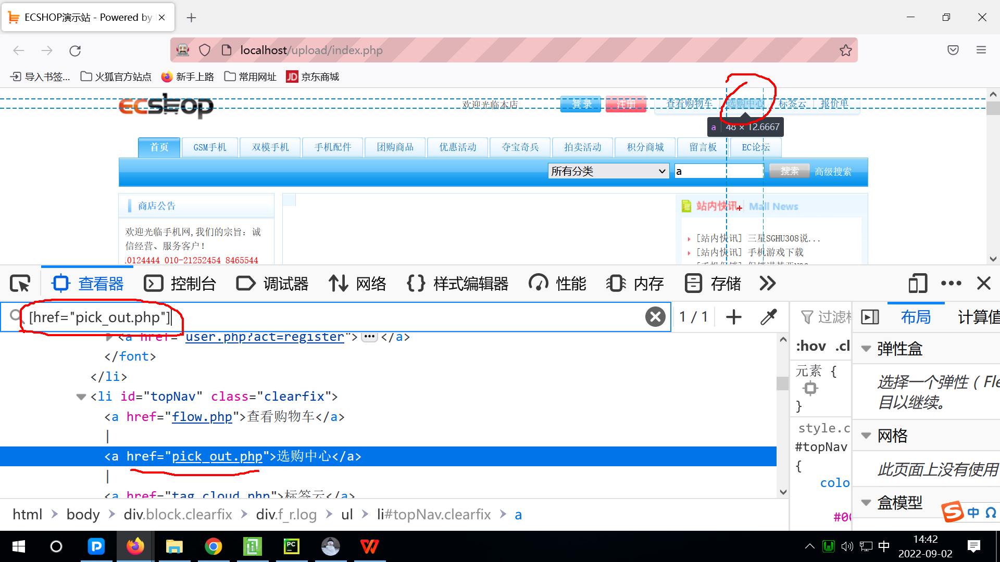 ECSHOP演示站 - Powered by
localhost/upload/index.php
导入书签...
火狐官方站点
新手上路
常用网址
JD 京东商城
ECSHOP
欢迎光临本店
登录
注册
查看购物车
选购中心
标签云
报价单
a 48 × 12.6667
首页
GSM手机
双模手机
手机配件
团购商品
优惠活动
夺宝奇兵
拍卖活动
积分商城
留言板
EC论坛
所有分类
a
搜索
高级搜索
商店公告
站内快讯 Mall News
欢迎光临手机网,我们的宗旨：诚
信经营、服务客户！
0124444 010-21252454 8465544
[站内快讯] 三星SGHU308说...
[站内快讯] 手机游戏下载
查看器
控制台
调试器
网络
样式编辑器
性能
内存
存储
[href="pick_out.php"]
1 / 1
过滤
布局
计算值
<a href="user.php?act=register">...</a>
</font>
</li>
<li id="topNav" class="clearfix">
<a href="flow.php">查看购物车</a>
|
<a href="pick_out.php">选购中心</a>
|
<a href="tag_cloud.php">标签云</a>
:hov .cl
元素 {
}
style.c
#topNav
{
colo
#00
弹性盒
选择一个弹性（Fle
目以继续。
网格
此页面上没有使用
盒模型
html
body
div.block.clearfix
div.f_r.log
ul
li#topNav.clearfix
a
中
中
14:42
2022-09-02